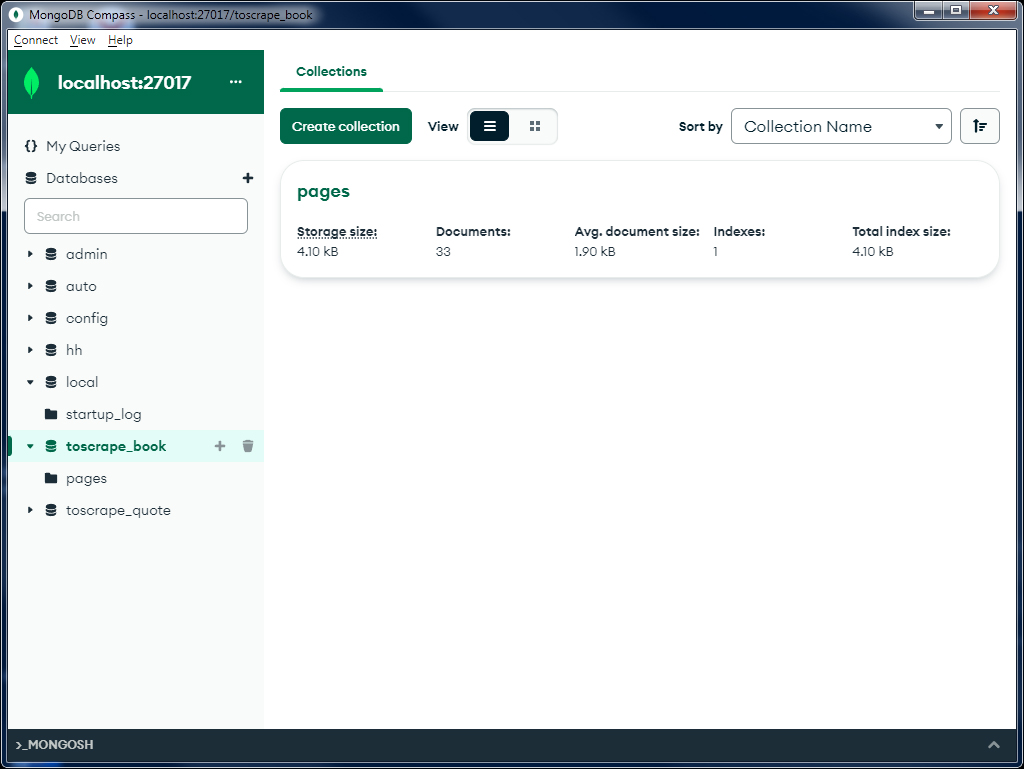 MongoDB Compass - localhost:27017/toscrape_book
Connect View Help
localhost:27017 ...
{} My Queries
Databases +
Search
admin
auto
config
hh
local
startup_log
toscrape_book +
pages
toscrape_quote
Collections
Create collection View Sort by Collection Name
pages
Storage size: Documents: Avg. document size: Indexes: Total index size:
4.10 kB 33 1.90 kB 1 4.10 kB
>_MONGOSH